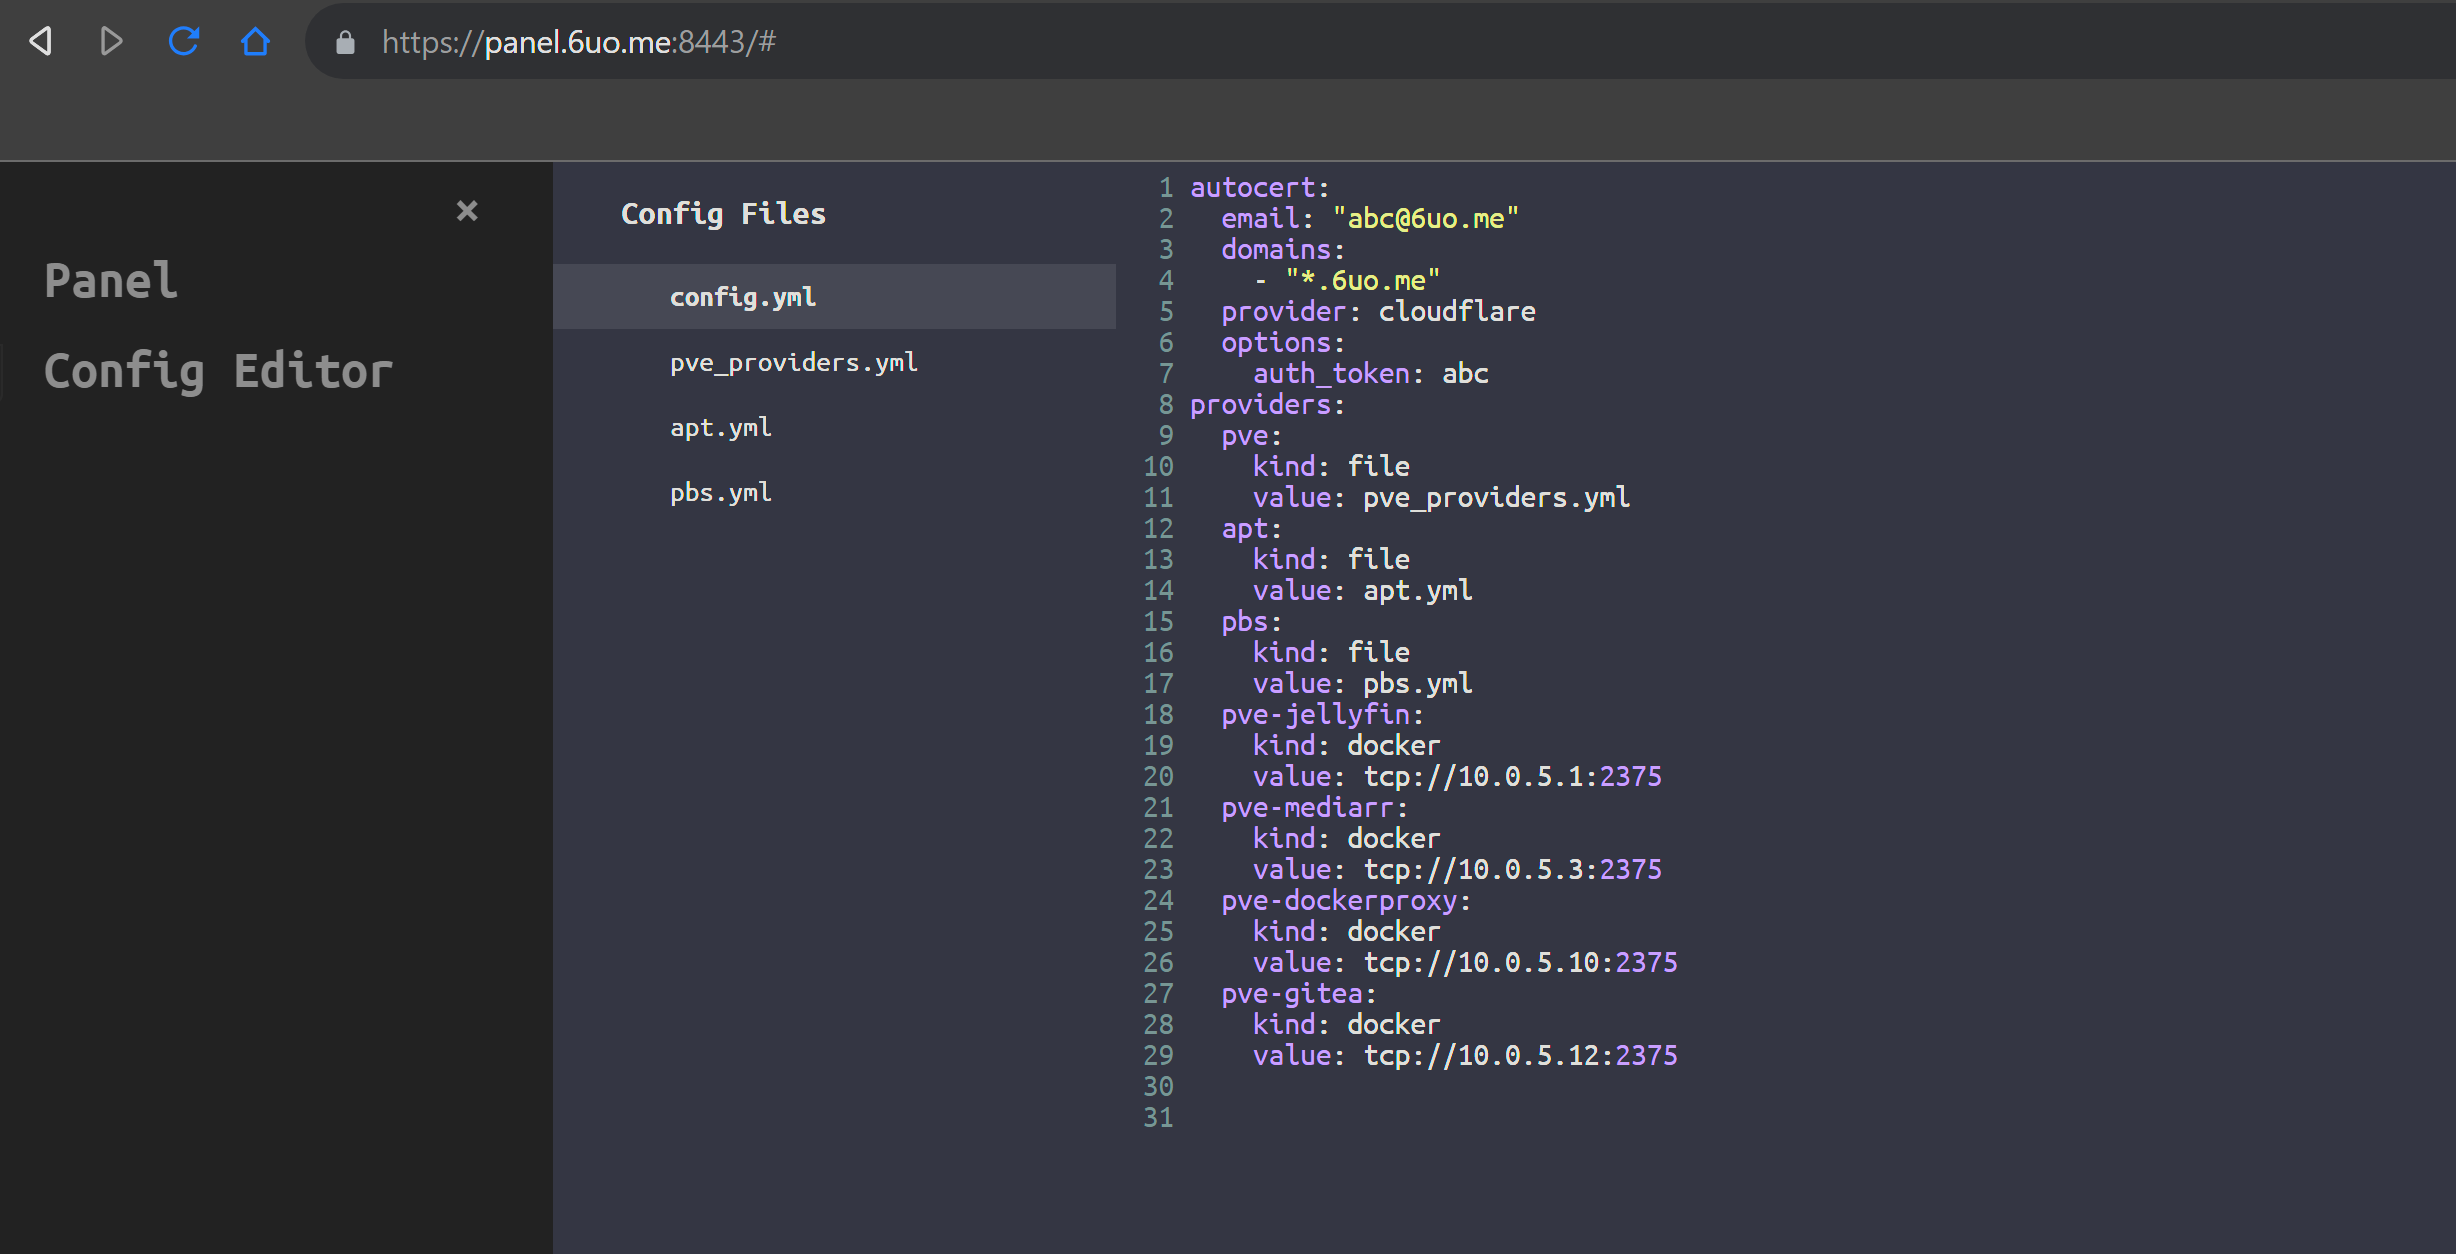 https://panel.6uo.me:8443/#
×
Panel
Config Editor
Config Files
config.yml
pve_providers.yml
apt.yml
pbs.yml
1 autocert:
2   email: "abc@6uo.me"
3   domains:
4     - "*.6uo.me"
5   provider: cloudflare
6   options:
7     auth_token: abc
8 providers:
9   pve:
10     kind: file
11     value: pve_providers.yml
12   apt:
13     kind: file
14     value: apt.yml
15   pbs:
16     kind: file
17     value: pbs.yml
18   pve-jellyfin:
19     kind: docker
20     value: tcp://10.0.5.1:2375
21   pve-mediarr:
22     kind: docker
23     value: tcp://10.0.5.3:2375
24   pve-dockerproxy:
25     kind: docker
26     value: tcp://10.0.5.10:2375
27   pve-gitea:
28     kind: docker
29     value: tcp://10.0.5.12:2375
30
31